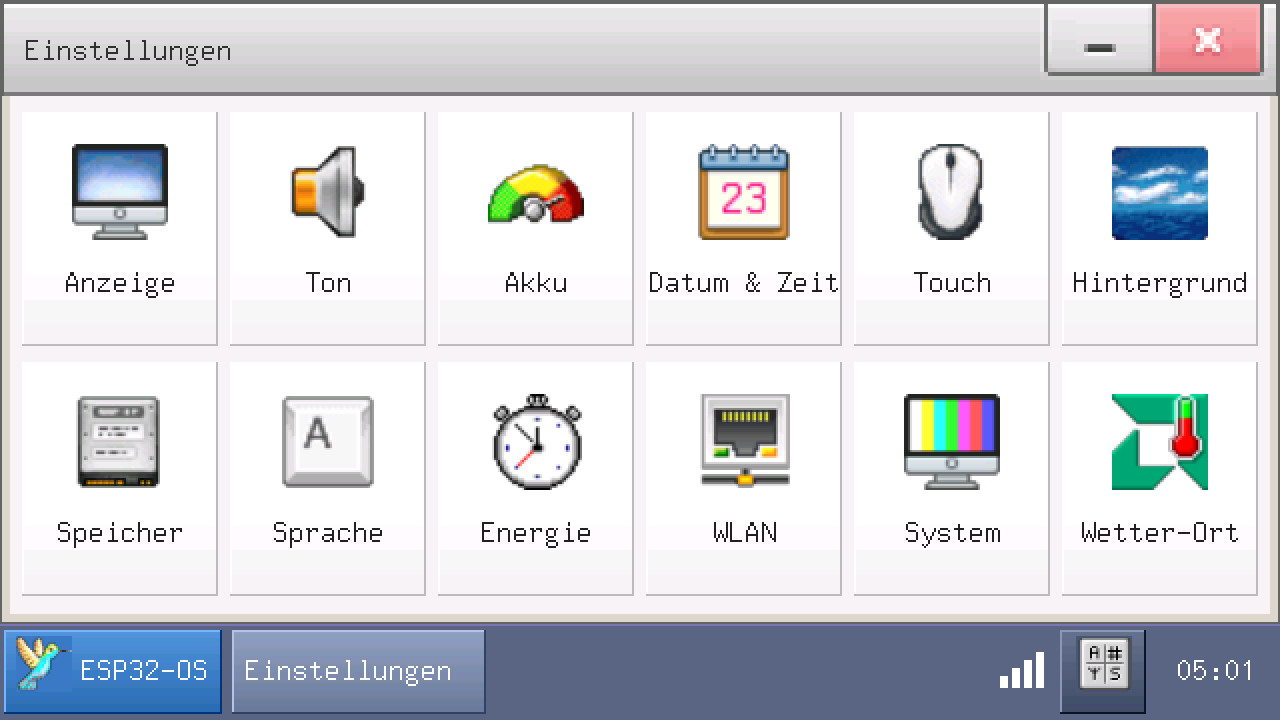 Einstellungen
Anzeige
Ton
Akku
23
Datum & Zeit
Touch
Hintergrund
Speicher
A
Sprache
Energie
WLAN
System
Wetter-Ort
ESP32-OS
Einstellungen
A #
Y S
05:01